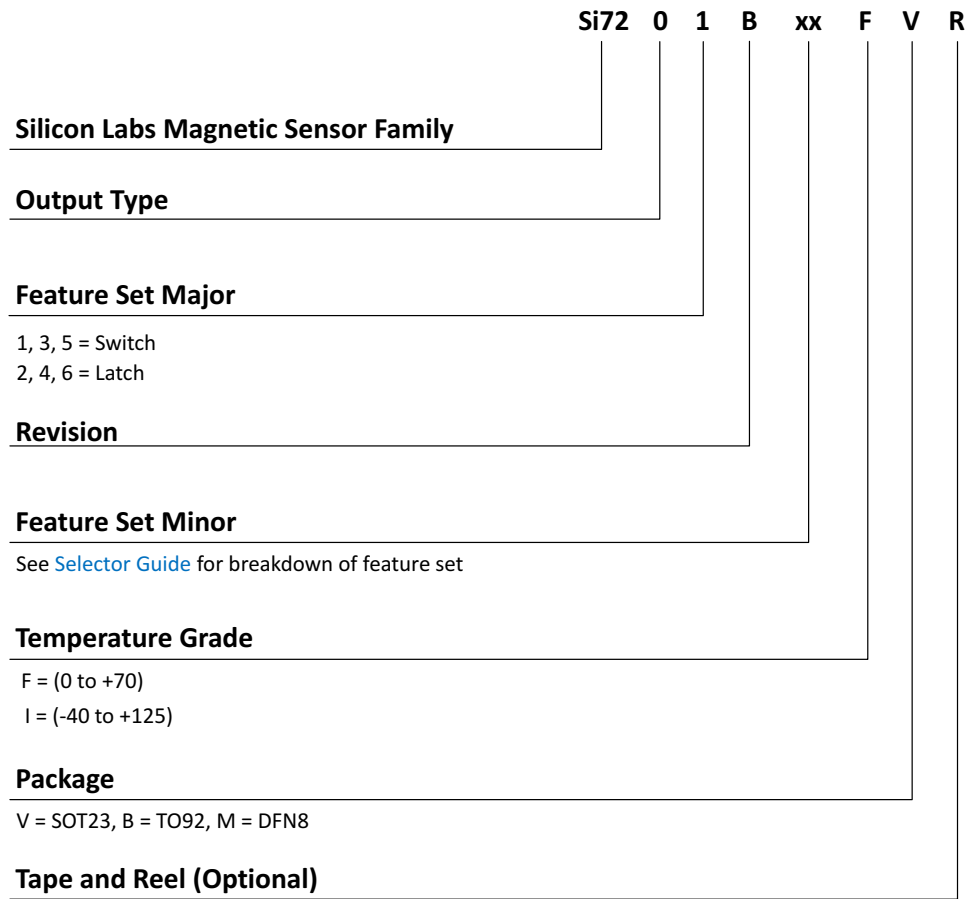 Si72 0 1 B xx F V R
Silicon Labs Magnetic Sensor Family
Output Type
Feature Set Major
1, 3, 5 = Switch
2, 4, 6 = Latch
Revision
Feature Set Minor
See Selector Guide for breakdown of feature set
Temperature Grade
F = (0 to +70)
I = (-40 to +125)
Package
V = SOT23, B = TO92, M = DFN8
Tape and Reel (Optional)